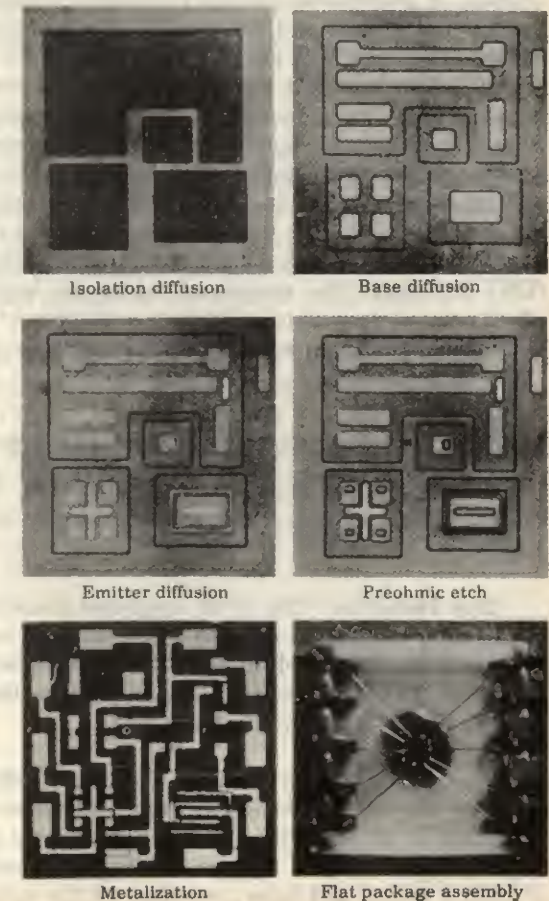 Isolation diffusion
Base diffusion
Emitter diffusion
Preohmic etch
Metalization
Flat package assembly